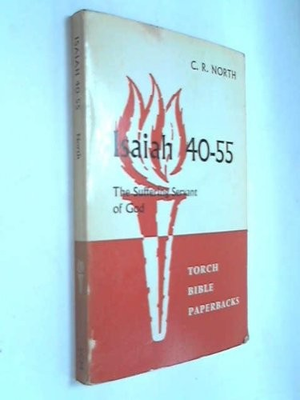 C. R. NORTH
Isaiah 40-55
The Suffering Servant
of God
TORCH
BIBLE
PAPERBACKS
ISAIAH 40-55
North